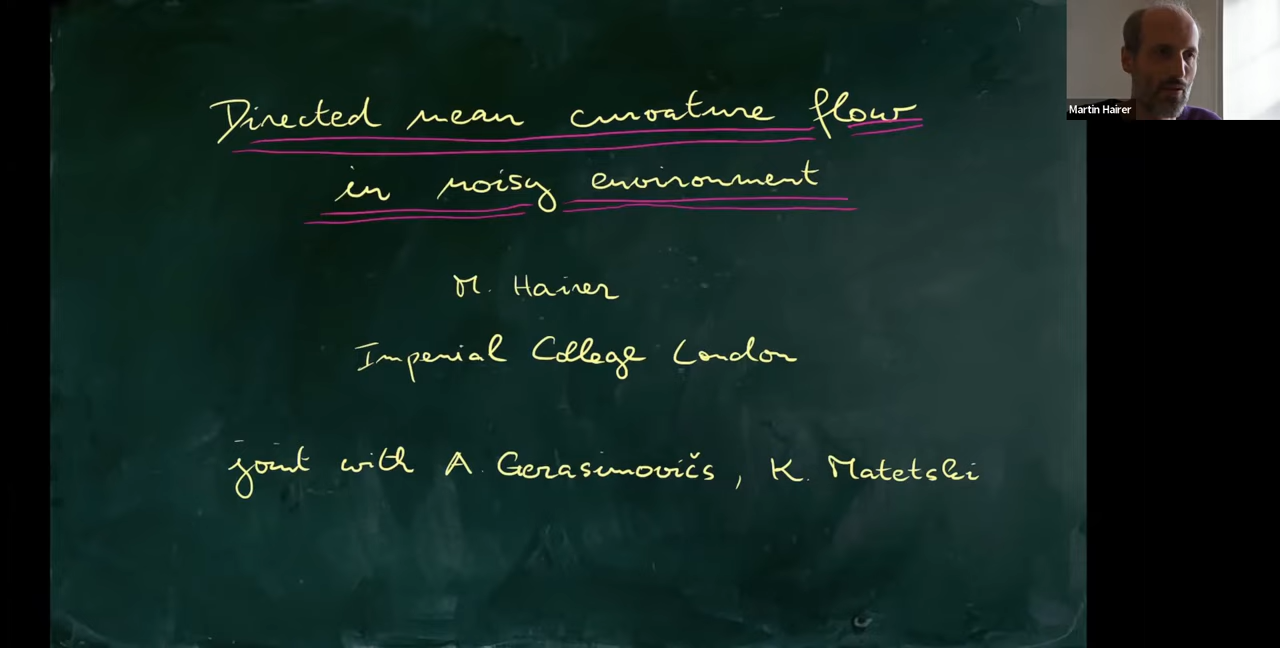 Directed mean curvature flow
in noisy environment
Martin Hairer
M. Hairer
Imperial College London
joint with A. Gerasimovičs, K. Matetski